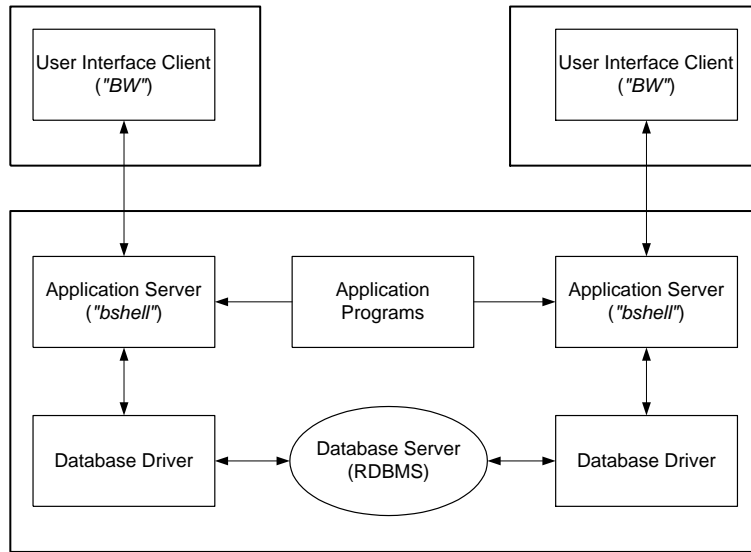 User Interface Client
("BW")
User Interface Client
("BW")
Application Server
("bshell")
Application
Programs
Application Server
("bshell")
Database Driver
Database Server
(RDBMS)
Database Driver